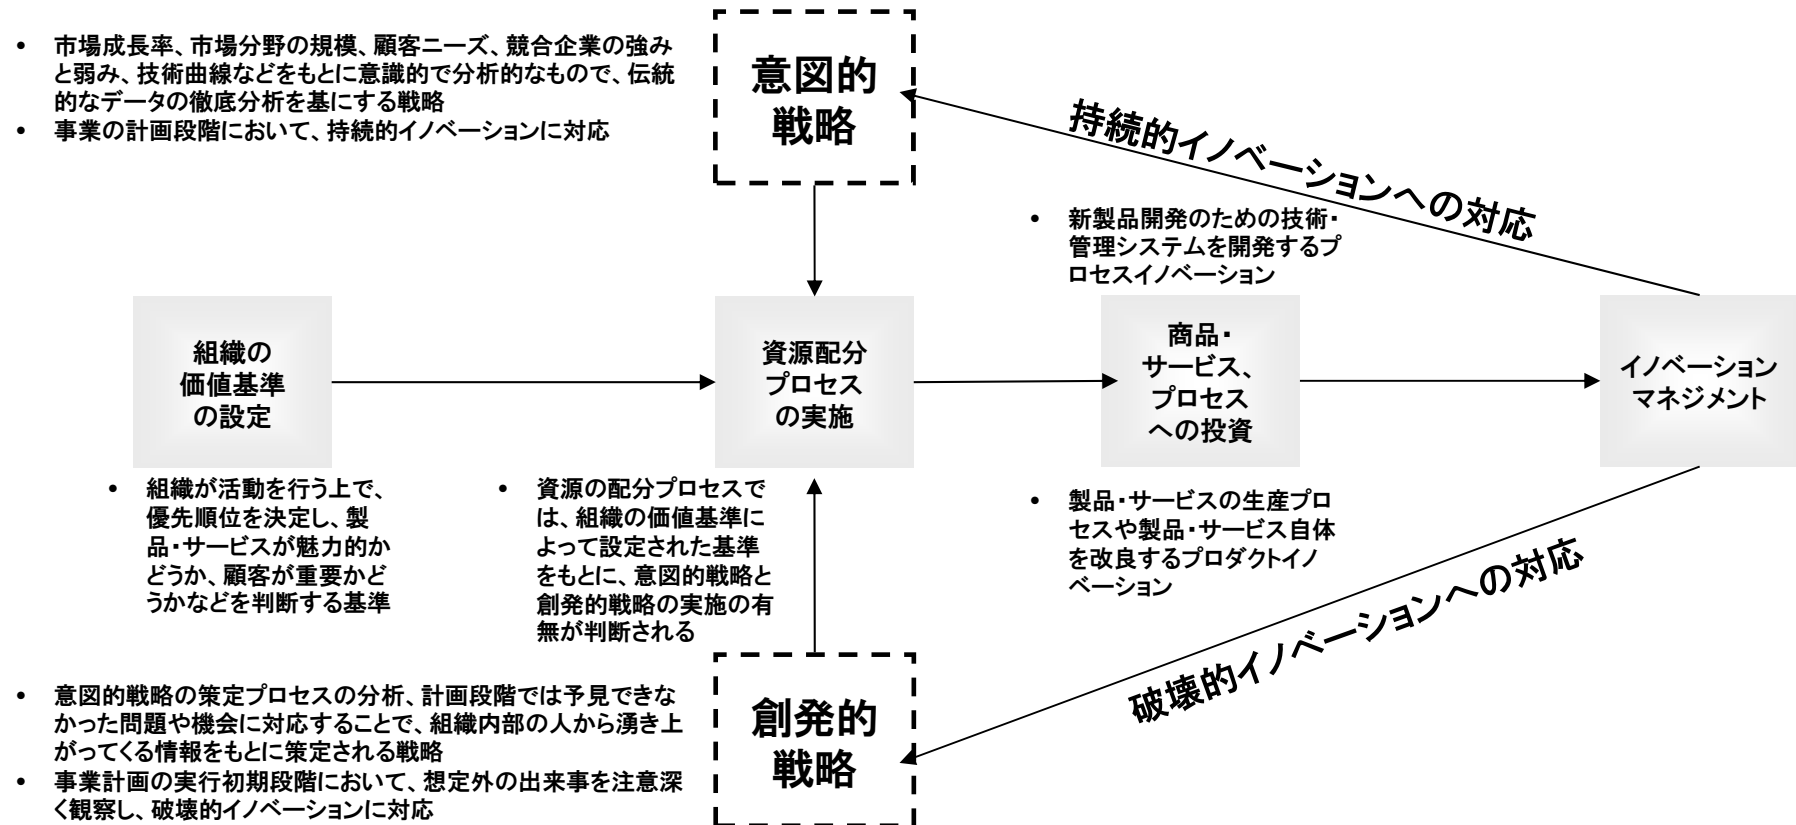 • 市場成長率、市場分野の規模、顧客ニーズ、競合企業の強み
と弱み、技術曲線などをもとに意識的で分析的なもので、伝統
的なデータの徹底分析を基にする戦略
• 事業の計画段階において、持続的イノベーションに対応
意図的
戦略
持続的イノベーションへの対応
• 新製品開発のための技術・
管理システムを開発するプ
ロセスイノベーション
組織の
価値基準
の設定
資源配分
プロセス
の実施
商品・
サービス、
プロセス
への投資
イノベーション
マネジメント
• 組織が活動を行う上で、
優先順位を決定し、製
品・サービスが魅力的か
どうか、顧客が重要かど
うかなどを判断する基準
• 資源の配分プロセスで
は、組織の価値基準に
よって設定された基準
をもとに、意図的戦略と
創発的戦略の実施の有
無が判断される
• 製品・サービスの生産プロ
セスや製品・サービス自体
を改良するプロダクトイノ
ベーション
破壊的イノベーションへの対応
• 意図的戦略の策定プロセスの分析、計画段階では予見できな
かった問題や機会に対応することで、組織内部の人から湧き上
がってくる情報をもとに策定される戦略
• 事業計画の実行初期段階において、想定外の出来事を注意深
く観察し、破壊的イノベーションに対応
創発的
戦略